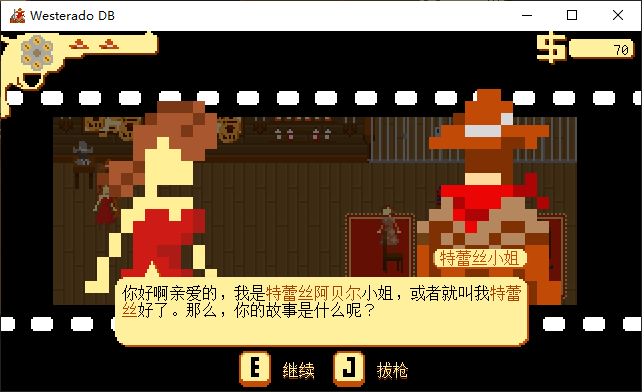 Westerado DB
$ 70
特蕾丝小姐
你好啊亲爱的，我是特蕾丝阿贝尔小姐，或者就叫我特蕾
丝好了。那么，你的故事是什么呢？
E 继续 J 拔枪